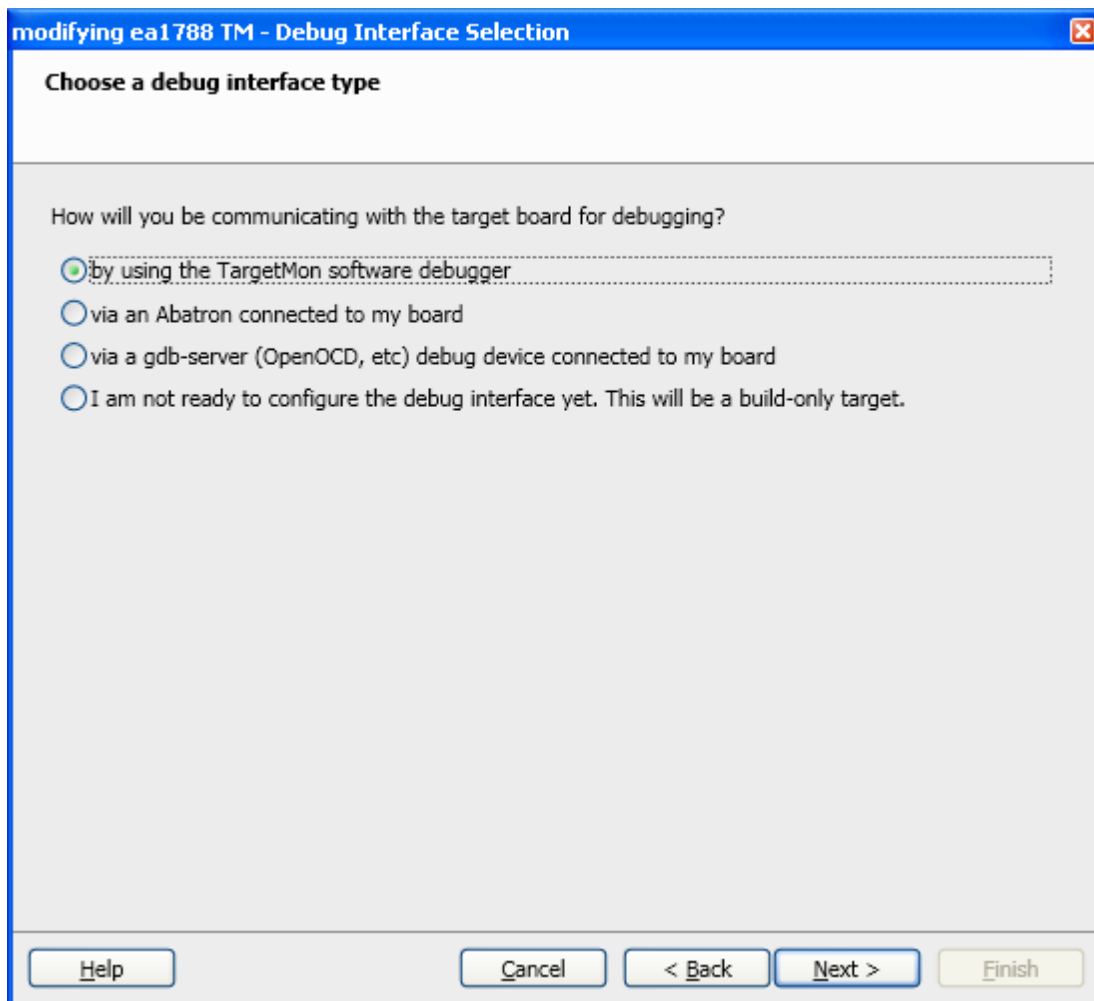 modifying ea1788 TM - Debug Interface Selection
Choose a debug interface type
How will you be communicating with the target board for debugging?
by using the TargetMon software debugger
via an Abatron connected to my board
via a gdb-server (OpenOCD, etc) debug device connected to my board
I am not ready to configure the debug interface yet. This will be a build-only target.
Help Cancel < Back Next > Finish